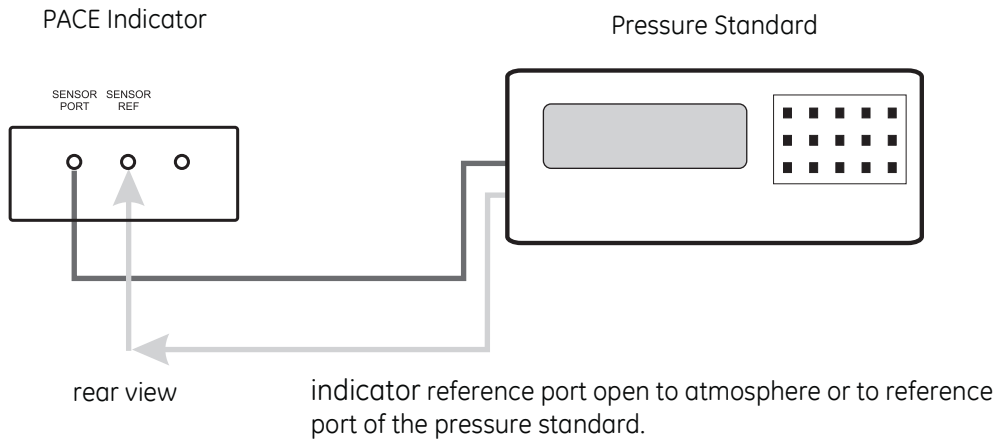 PACE Indicator
Pressure Standard
SENSOR PORT
SENSOR REF
rear view
indicator reference port open to atmosphere or to reference
port of the pressure standard.